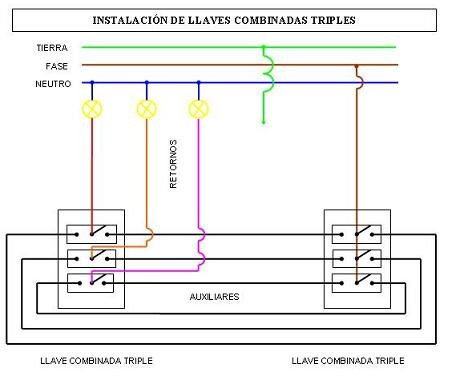 INSTALACIÓN DE LLAVES COMBINADAS TRIPLES
TIERRA
FASE
NEUTRO
RETORNOS
AUXILIARES
LLAVE COMBINADA TRIPLE
LLAVE COMBINADA TRIPLE